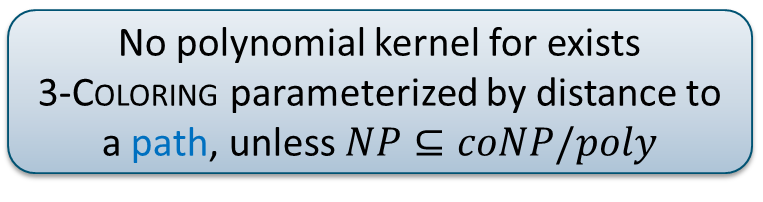 No polynomial kernel for exists
3-COLORING parameterized by distance to
a path, unless NP ⊆ coNP/poly